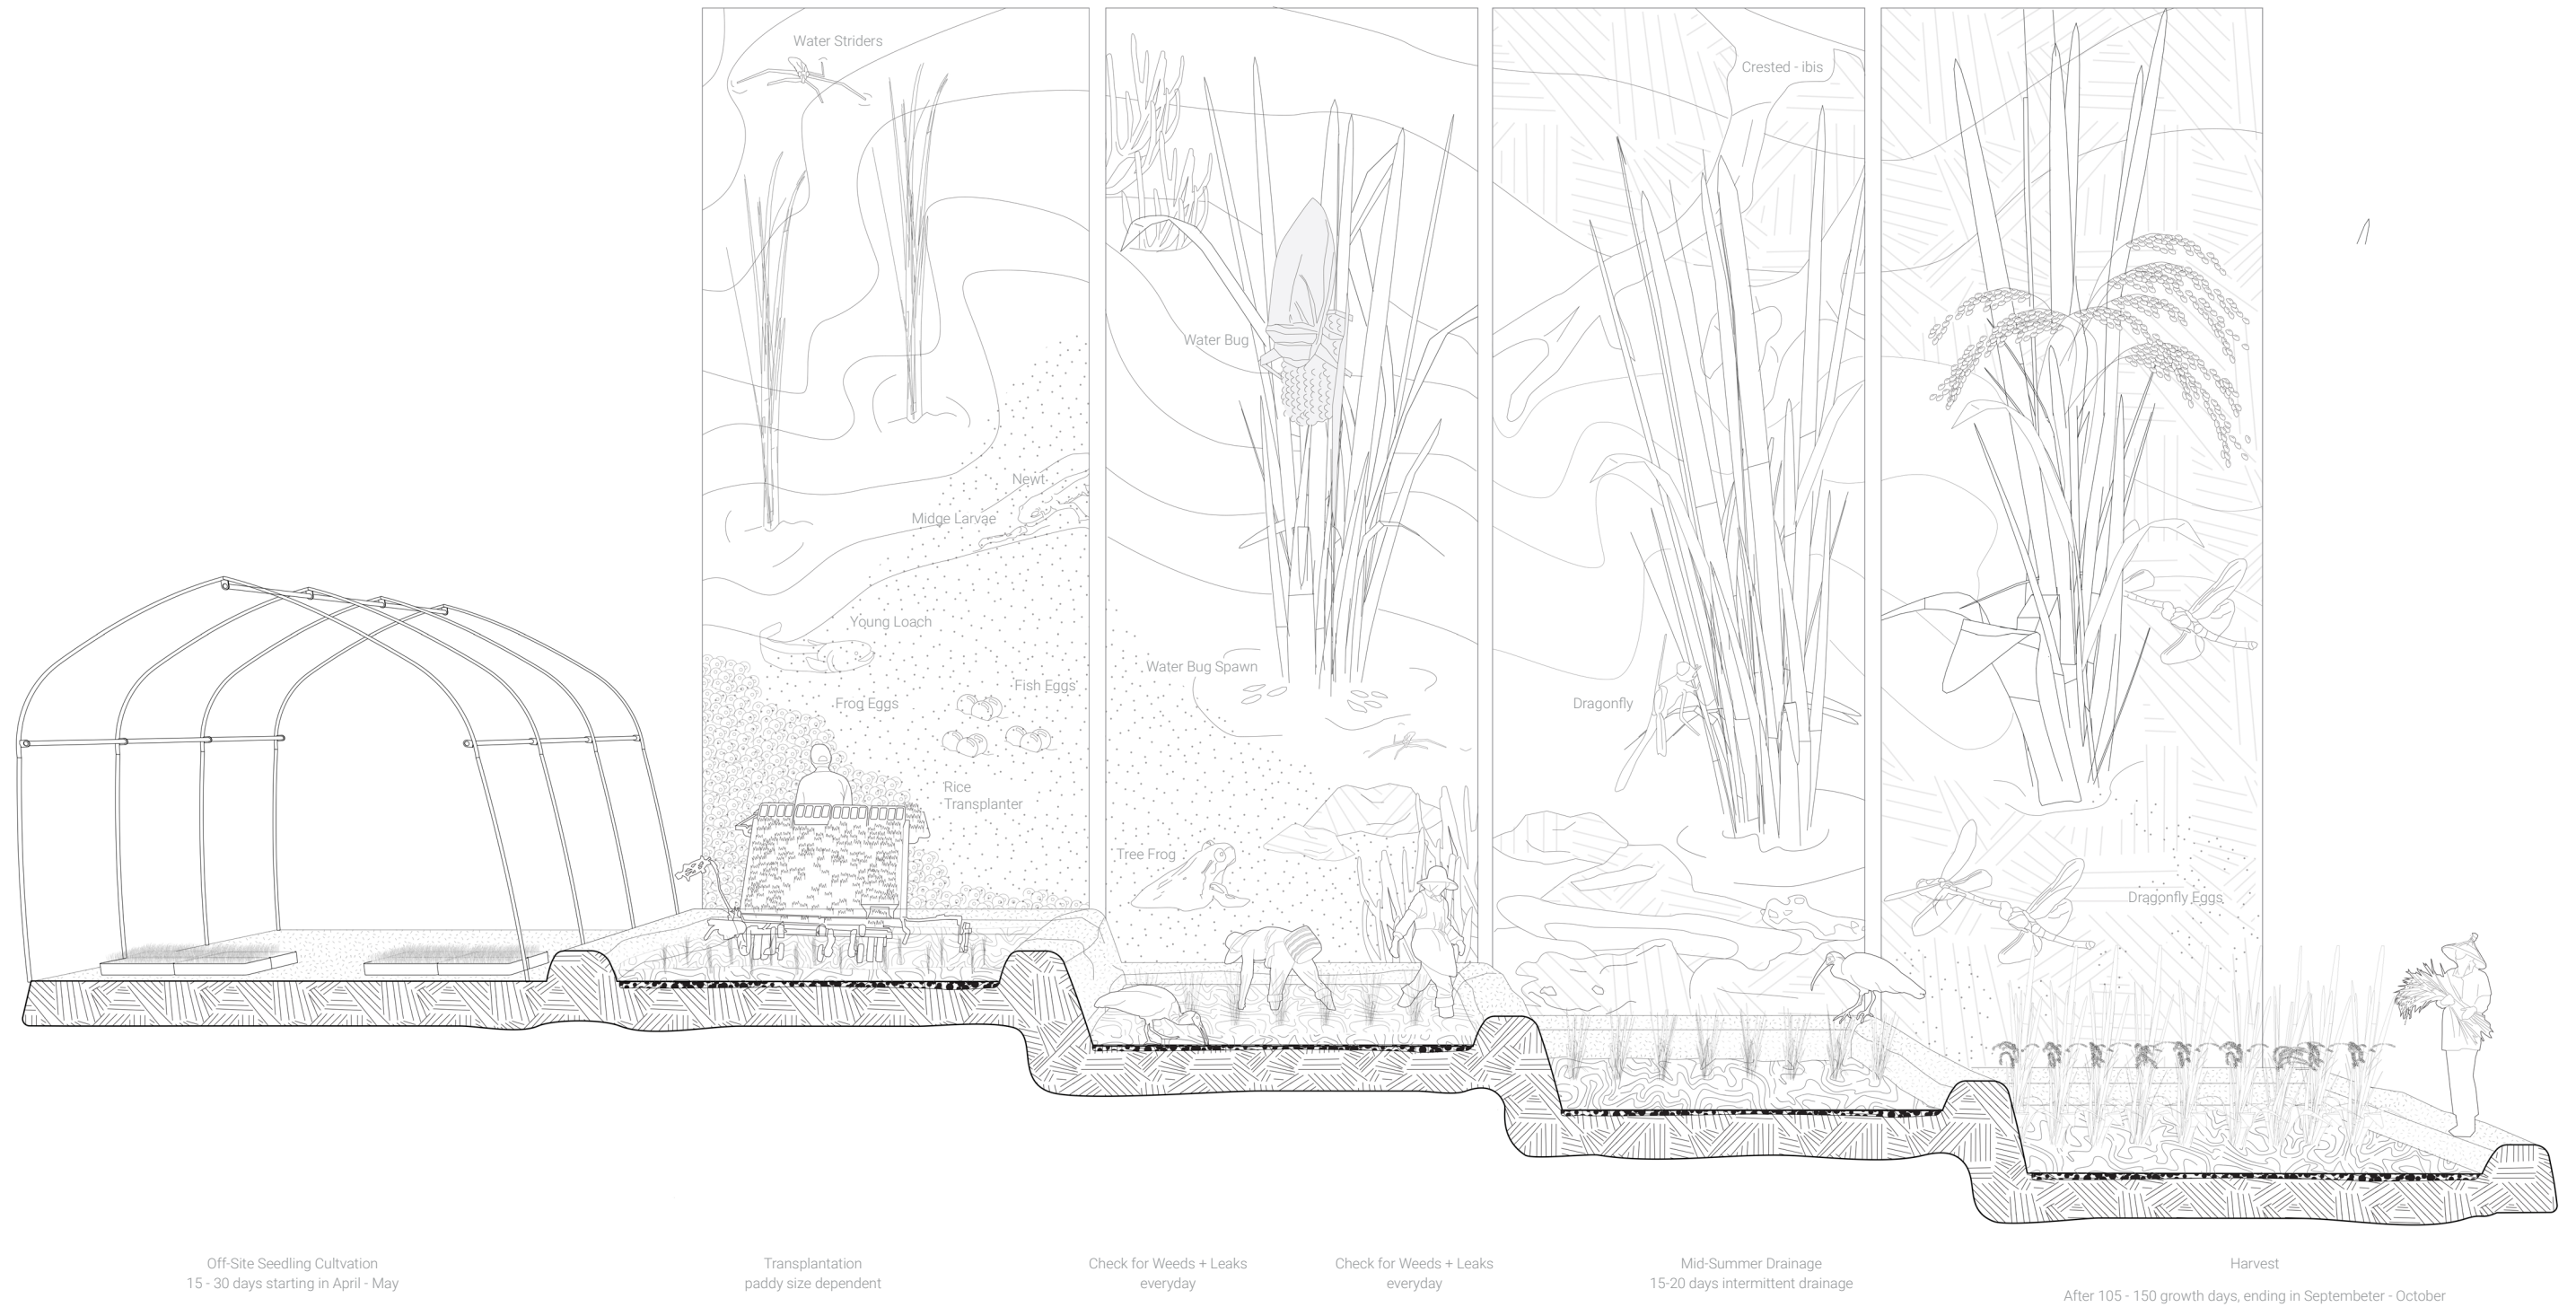 Water Striders
Newt
Midge Larvae
Young Loach
Fish Eggs
Frog Eggs
Rice
Transplanter
Water Bug
Water Bug Spawn
Tree Frog
Crested - ibis
Dragonfly
Dragonfly Eggs
Off-Site Seedling Cultvation
15 - 30 days starting in April - May
Transplantation
paddy size dependent
Check for Weeds + Leaks
everyday
Check for Weeds + Leaks
everyday
Mid-Summer Drainage
15-20 days intermittent drainage
Harvest
After 105 - 150 growth days, ending in Septembeter - October